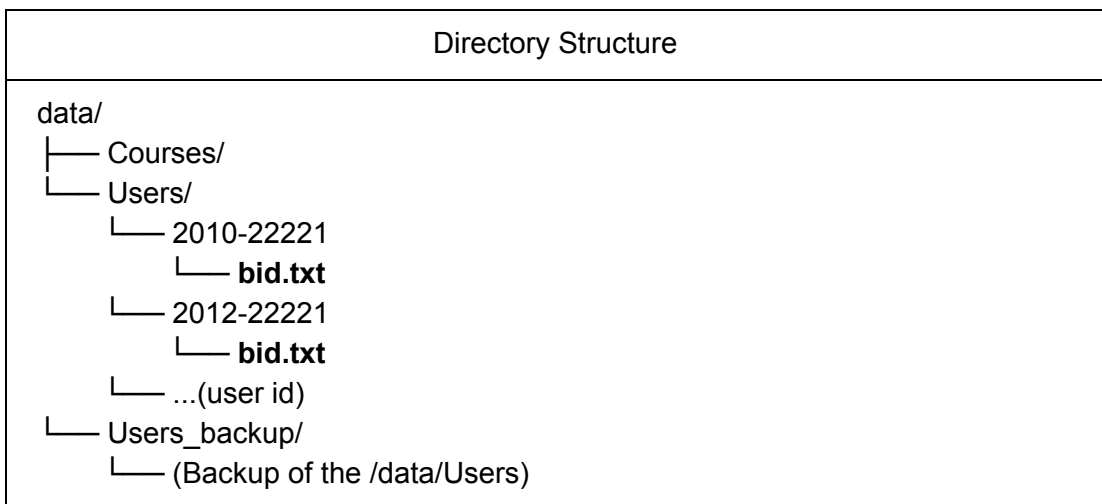 Directory Structure
data/
├── Courses/
└── Users/
└── 2010-22221
└── bid.txt
└── 2012-22221
└── bid.txt
└── ...(user id)
└── Users_backup/
└── (Backup of the /data/Users)